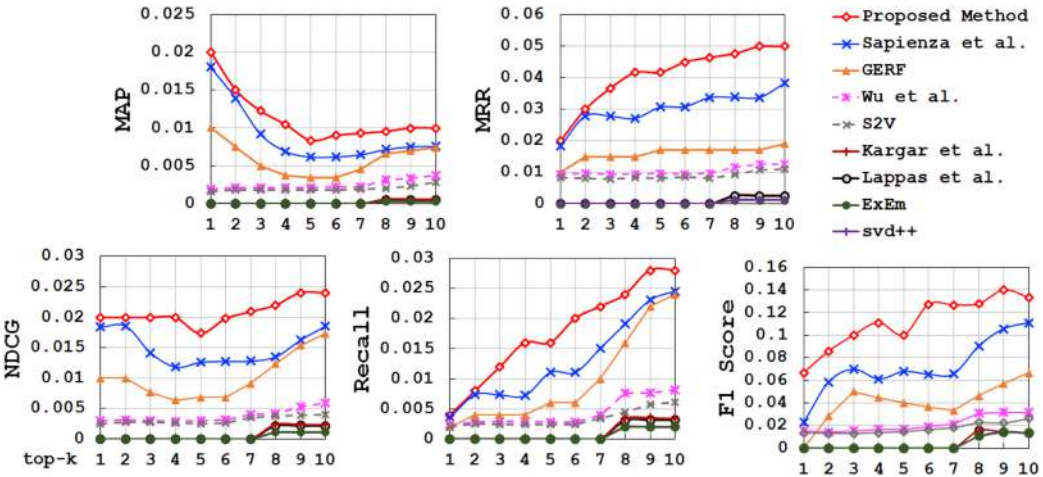 MAP
0.025
0.02
0.015
0.01
0.005
0
1 2 3 4 5 6 7 8 9 10
MRR
0.06
0.05
0.04
0.03
0.02
0.01
0
1 2 3 4 5 6 7 8 9 10
Proposed Method
Sapienza et al.
GERF
Wu et al.
S2V
Kargar et al.
Lappas et al.
ExEm
svd++
NDCG
0.03
0.025
0.02
0.015
0.01
0.005
0
top-k 1 2 3 4 5 6 7 8 9 10
Recall
0.03
0.025
0.02
0.015
0.01
0.005
0
1 2 3 4 5 6 7 8 9 10
F1 Score
0.16
0.14
0.12
0.1
0.08
0.06
0.04
0.02
0
1 2 3 4 5 6 7 8 9 10